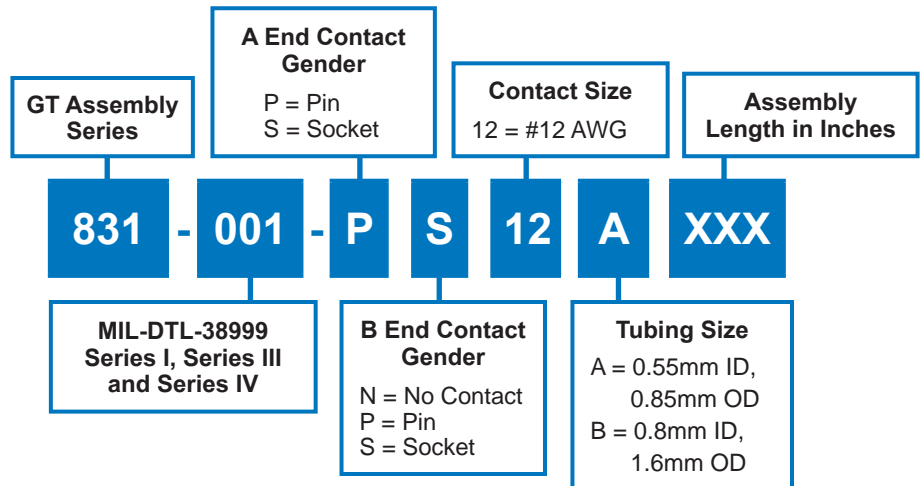 A End Contact
Gender
P = Pin
S = Socket
GT Assembly
Series
Contact Size
12 = #12 AWG
Assembly
Length in Inches
831 - 001 - P S 12 A XXX
MIL-DTL-38999
Series I, Series III
and Series IV
B End Contact
Gender
N = No Contact
P = Pin
S = Socket
Tubing Size
A = 0.55mm ID,
0.85mm OD
B = 0.8mm ID,
1.6mm OD